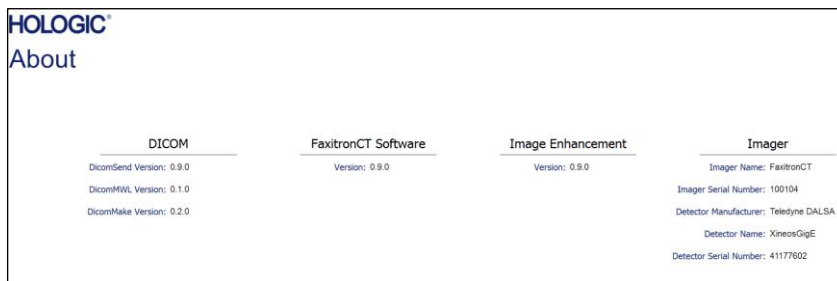 HOLOGIC®
About
DICOM
DicomSend Version: 0.9.0
DicomMWL Version: 0.1.0
DicomMake Version: 0.2.0
FaxitronCT Software
Version: 0.9.0
Image Enhancement
Version: 0.9.0
Imager
Imager Name: FaxitronCT
Imager Serial Number: 100104
Detector Manufacturer: Teledyne DALSA
Detector Name: XineosGigE
Detector Serial Number: 41177602